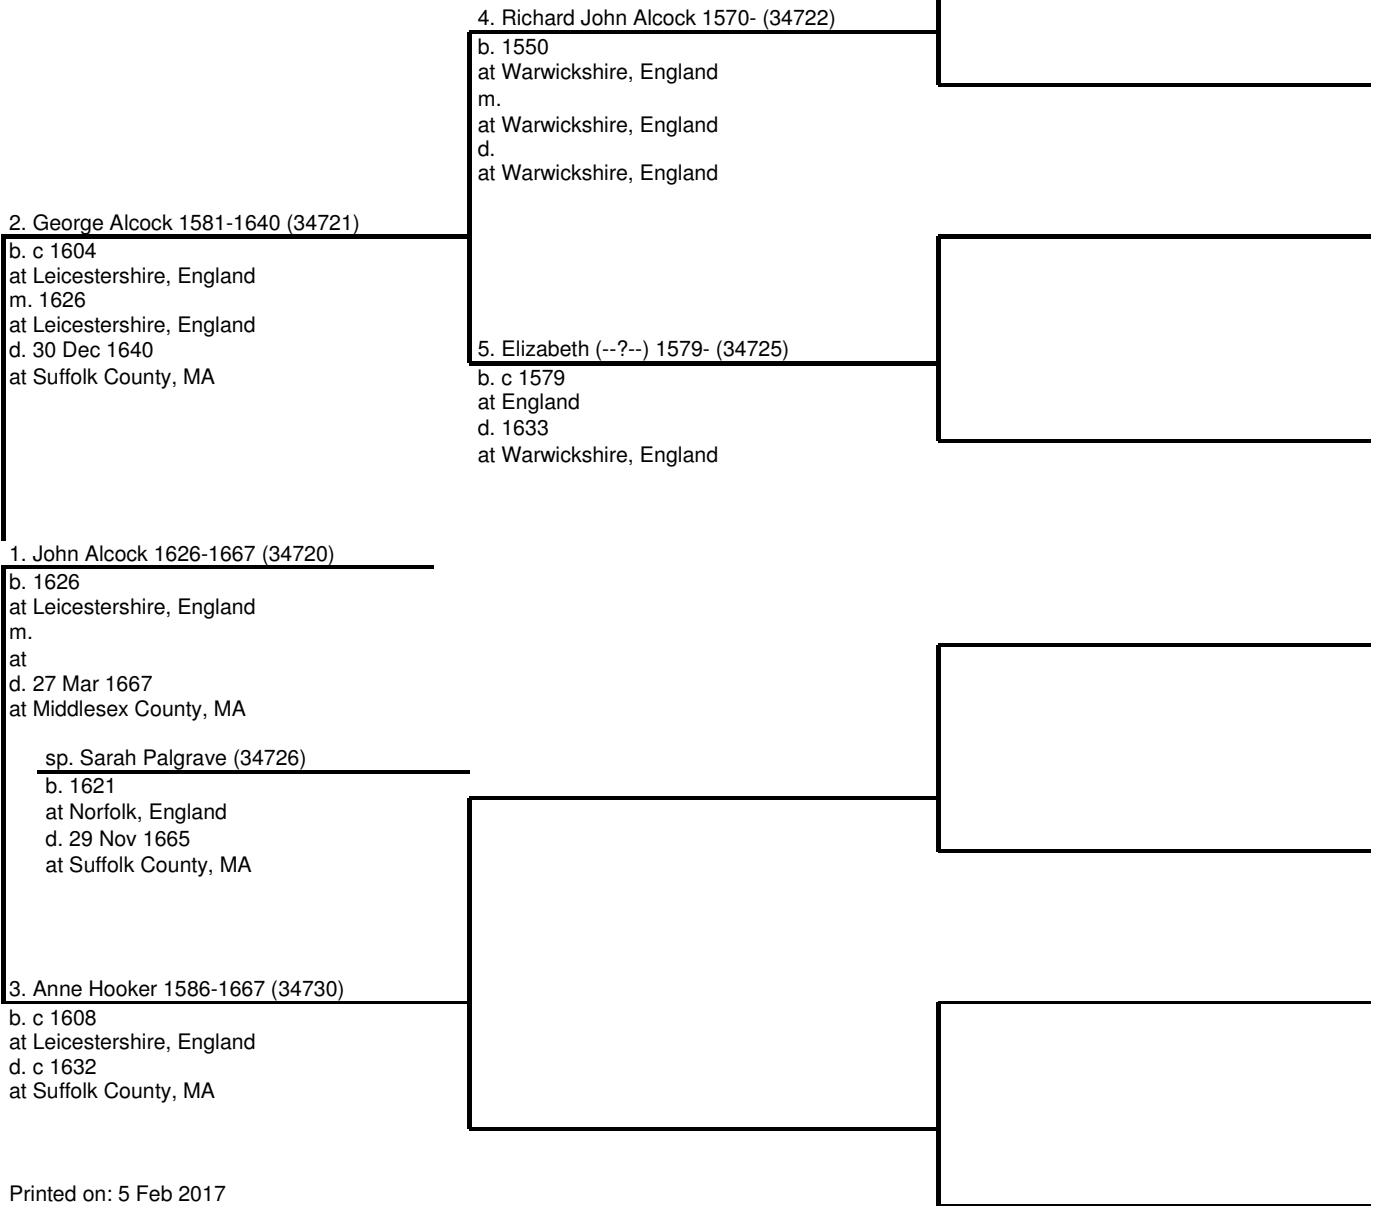 4. Richard John Alcock 1570- (34722)
b. 1550
at Warwickshire, England
m.
at Warwickshire, England
d.
at Warwickshire, England
2. George Alcock 1581-1640 (34721)
b. c 1604
at Leicestershire, England
m. 1626
at Leicestershire, England
d. 30 Dec 1640
at Suffolk County, MA
5. Elizabeth (--?--) 1579- (34725)
b. c 1579
at England
d. 1633
at Warwickshire, England
1. John Alcock 1626-1667 (34720)
b. 1626
at Leicestershire, England
m.
at
d. 27 Mar 1667
at Middlesex County, MA
sp. Sarah Palgrave (34726)
b. 1621
at Norfolk, England
d. 29 Nov 1665
at Suffolk County, MA
3. Anne Hooker 1586-1667 (34730)
b. c 1608
at Leicestershire, England
d. c 1632
at Suffolk County, MA
Printed on: 5 Feb 2017